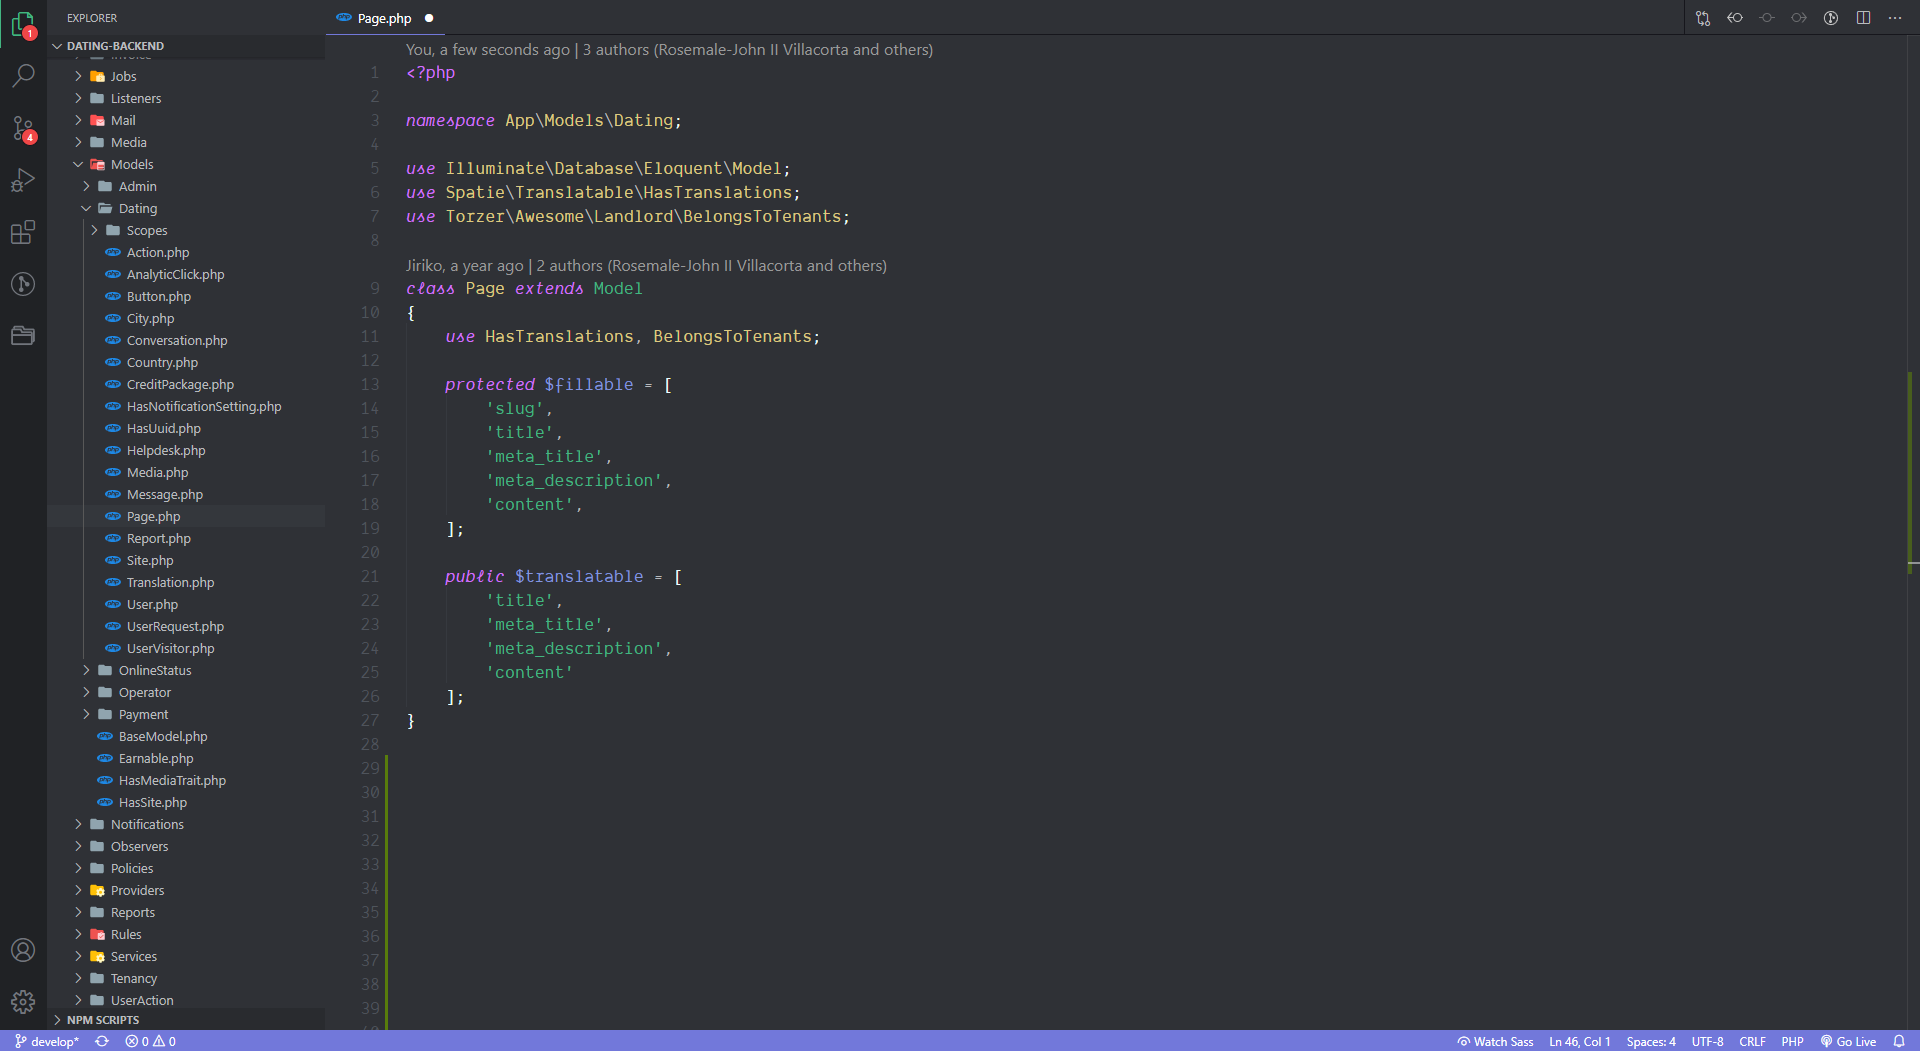 EXPLORER
DATING-BACKEND
Invoice
Jobs
Listeners
Mail
Media
Models
Admin
Dating
Scopes
Action.php
AnalyticClick.php
Button.php
City.php
Conversation.php
Country.php
CreditPackage.php
HasNotificationSetting.php
HasUuid.php
Helpdesk.php
Media.php
Message.php
Page.php
Report.php
Site.php
Translation.php
User.php
UserRequest.php
UserVisitor.php
OnlineStatus
Operator
Payment
BaseModel.php
Earnable.php
HasMediaTrait.php
HasSite.php
Notifications
Observers
Policies
Providers
Reports
Rules
Services
Tenancy
UserAction
NPM SCRIPTS
1
4
Page.php
You, a few seconds ago | 3 authors (Rosemale-John II Villacorta and others)
1 <?php
2
3 namespace App\Models\Dating;
4
5 use Illuminate\Database\Eloquent\Model;
6 use Spatie\Translatable\HasTranslations;
7 use Torzer\Awesome\Landlord\BelongsToTenants;
8
Jiriko, a year ago | 2 authors (Rosemale-John II Villacorta and others)
9 class Page extends Model
10 {
11 use HasTranslations, BelongsToTenants;
12
13 protected $fillable = [
14 'slug',
15 'title',
16 'meta_title',
17 'meta_description',
18 'content',
19 ];
20
21 public $translatable = [
22 'title',
23 'meta_title',
24 'meta_description',
25 'content'
26 ];
27 }
28
29
30
31
32
33
34
35
36
37
38
39
develop* 0 0 Watch Sass Ln 46, Col 1 Spaces: 4 UTF-8 CRLF PHP Go Live